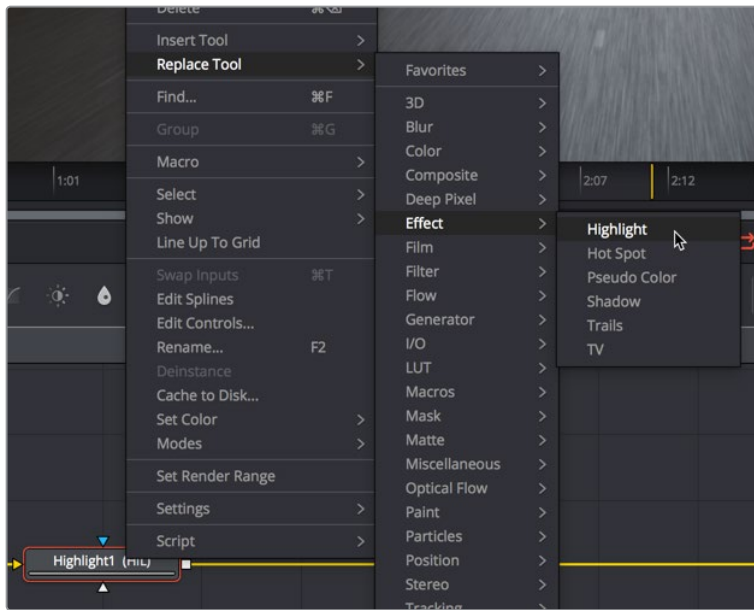 Delete ⌘⌫
Insert Tool >
Replace Tool >
Find... ⌘F
Group ⌘G
Macro >
Select >
Show >
Line Up To Grid
Swap Inputs ⌘T
Edit Splines
Edit Controls...
Rename... F2
Deinstance
Cache to Disk...
Set Color >
Modes >
Set Render Range
Settings >
Script >
Favorites >
3D >
Blur >
Color >
Composite >
Deep Pixel >
Effect >
Film >
Filter >
Flow >
Generator >
I/O >
LUT >
Macros >
Mask >
Matte >
Miscellaneous >
Optical Flow >
Paint >
Particles >
Position >
Stereo >
Tracking >
Highlight
Hot Spot
Pseudo Color
Shadow
Trails
TV
1:01
2:07
2:12
Highlight1 (HIL)